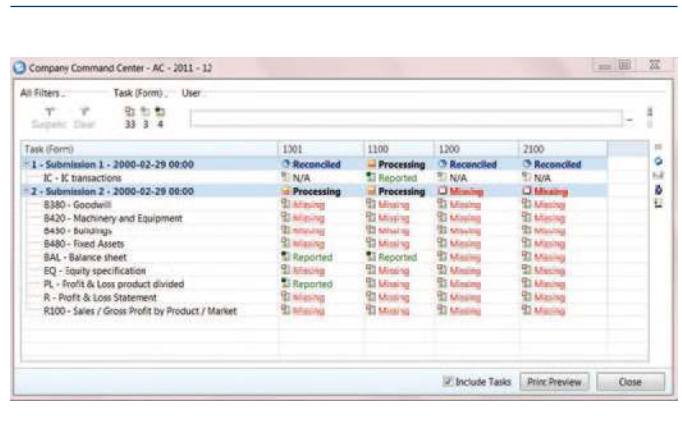 Company Command Center - AC - 2011 - 12
All Filters... Task (Form)... User...
Suspend Clear 33 3 4
Task (Form) 1301 1100 1200 2100
1 - Submission 1 - 2000-02-29 00:00 Reconciled Processing Reconciled Reconciled
IC - IC transactions N/A Reported N/A N/A
2 - Submission 2 - 2000-02-29 00:00 Processing Processing Missing Missing
B380 - Goodwill Missing Missing Missing Missing
B420 - Machinery and Equipment Missing Missing Missing Missing
B430 - Buildings Missing Missing Missing Missing
B480 - Fixed Assets Missing Missing Missing Missing
BAL - Balance sheet Reported Reported Missing Missing
EQ - Equity specification Missing Missing Missing Missing
PL - Profit & Loss product divided Reported Missing Missing Missing
R - Profit & Loss Statement Missing Missing Missing Missing
R100 - Sales / Gross Profit by Product / Market Missing Missing Missing Missing
Include Tasks Print Preview Close